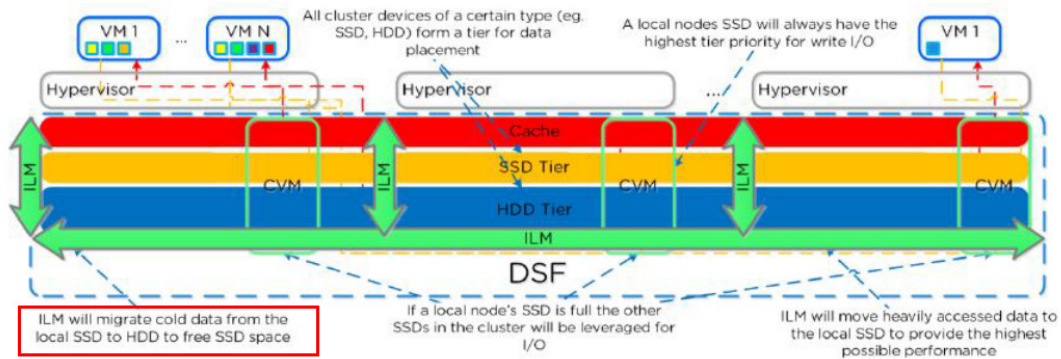 VM 1
...
VM N
All cluster devices of a certain type (eg.
SSD, HDD) form a tier for data
placement
A local nodes SSD will always have the
highest tier priority for write I/O
VM 1
Hypervisor
Hypervisor
...
Hypervisor
Cache
SSD Tier
HDD Tier
CVM
CVM
CVM
ILM
ILM
ILM
ILM
DSF
ILM will migrate cold data from the
local SSD to HDD to free SSD space
If a local node's SSD is full the other
SSDs in the cluster will be leveraged for
I/O
ILM will move heavily accessed data to
the local SSD to provide the highest
possible performance